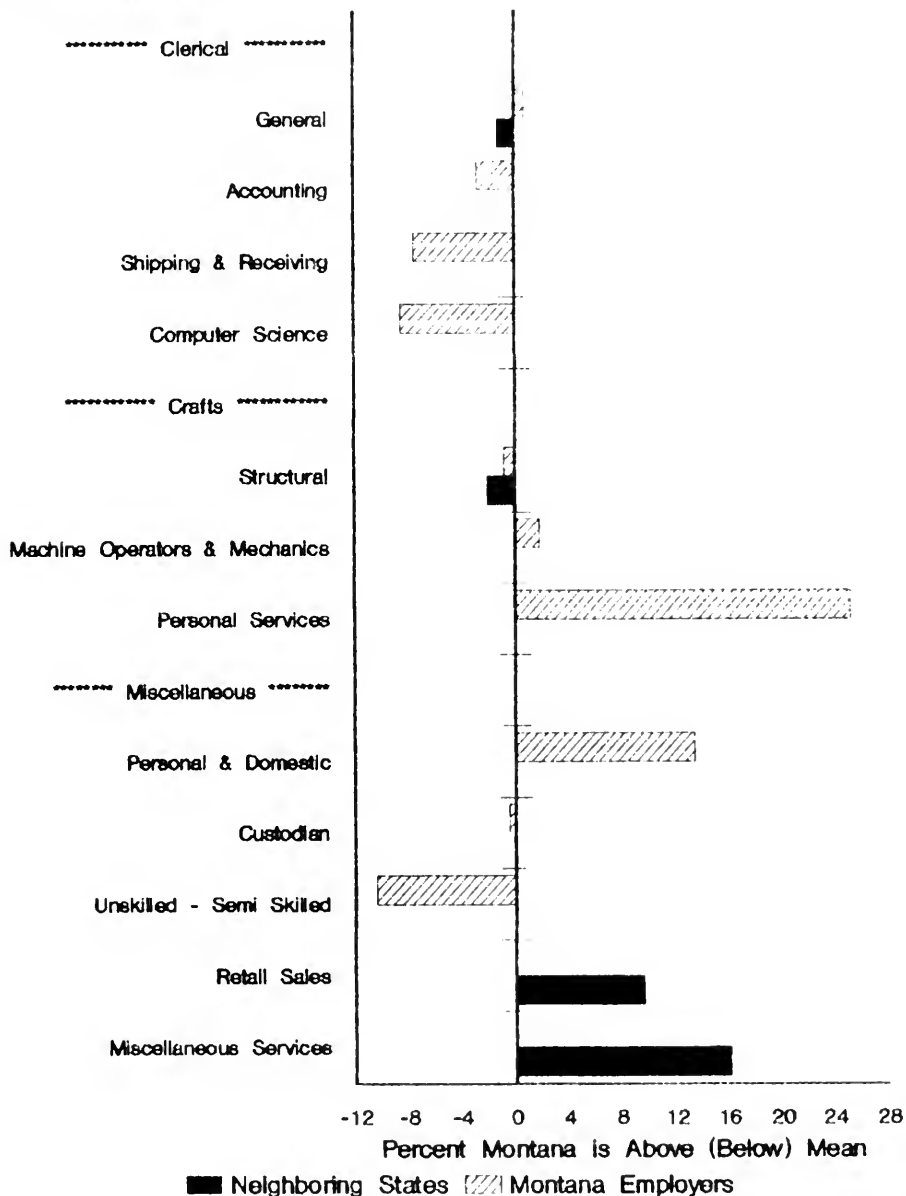 ******* Clerical *******
General
Accounting
Shipping & Receiving
Computer Science
******* Crafts *******
Structural
Machine Operators & Mechanics
Personal Services
******* Miscellaneous *******
Personal & Domestic
Custodian
Unskilled - Semi Skilled
Retail Sales
Miscellaneous Services
-12 -8 -4 0 4 8 12 16 20 24 28
Percent Montana is Above (Below) Mean
Neighboring States Montana Employers